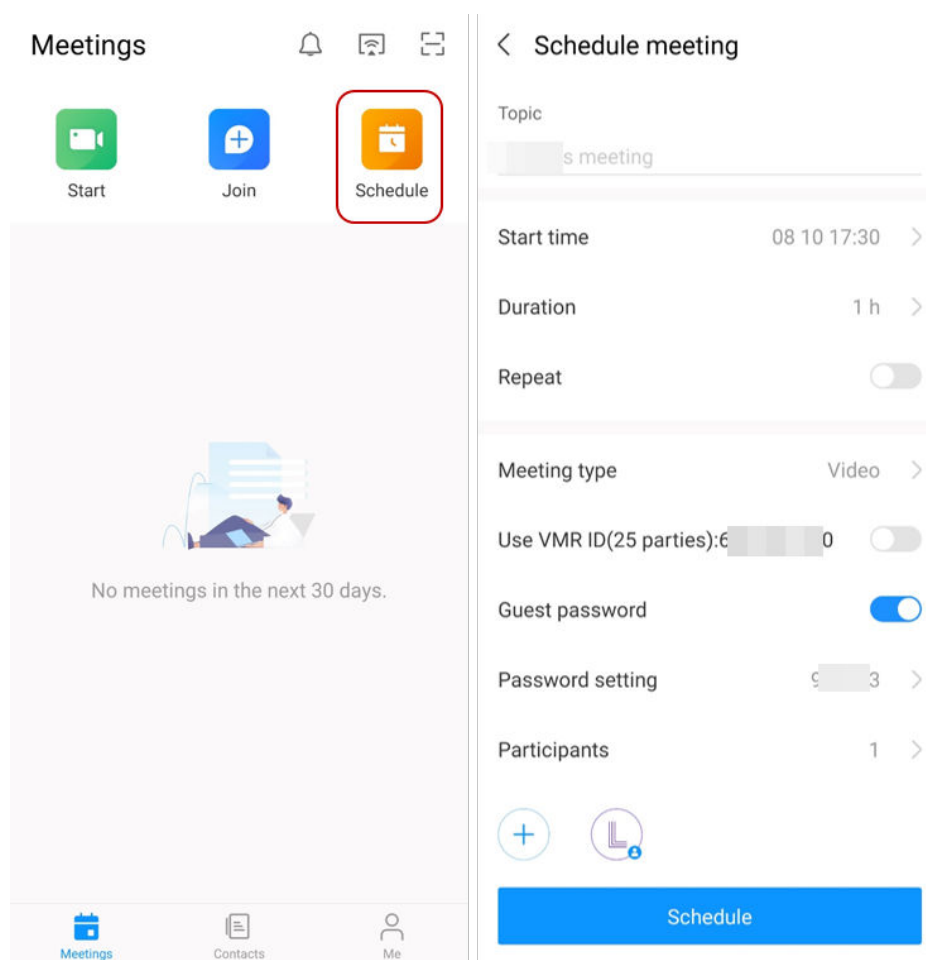 Meetings
Start
Join
Schedule
No meetings in the next 30 days.
Meetings
Contacts
Me
Schedule meeting
Topic
s meeting
Start time
08 10 17:30
Duration
1 h
Repeat
Meeting type
Video
Use VMR ID(25 parties):6 0
Guest password
Password setting
9 3
Participants
1
L
Schedule